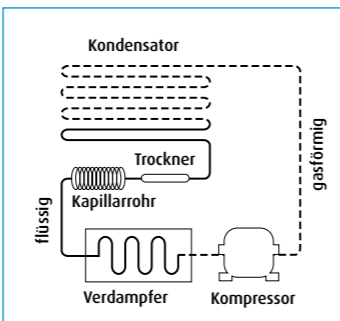 Kondensator
Trockner
gasförmig
Kapillarrohr
flüssig
Verdampfer
Kompressor